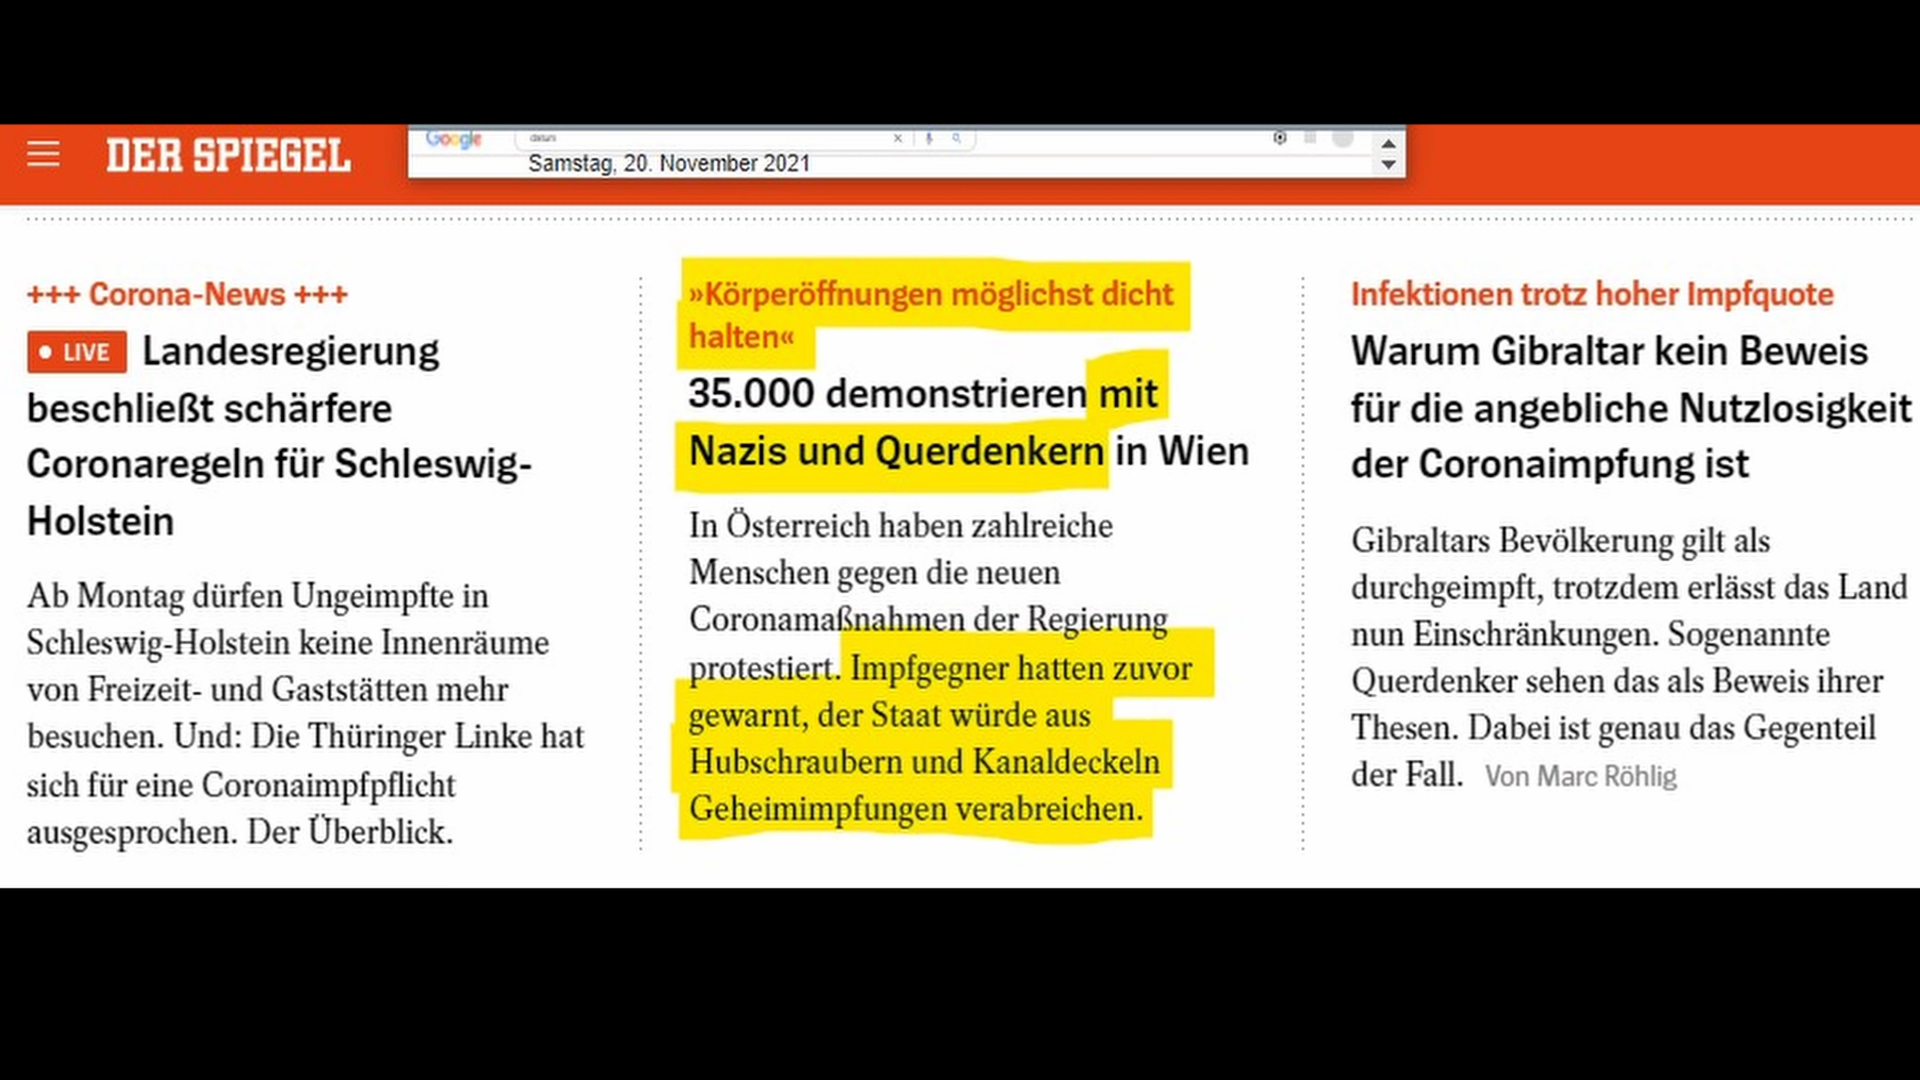 DER SPIEGEL
Google
datum
Samstag, 20. November 2021
+++ Corona-News +++
LIVE Landesregierung
beschließt schärfere
Coronaregeln für Schleswig-
Holstein
Ab Montag dürfen Ungeimpfte in
Schleswig-Holstein keine Innenräume
von Freizeit- und Gaststätten mehr
besuchen. Und: Die Thüringer Linke hat
sich für eine Coronaimpfpflicht
ausgesprochen. Der Überblick.
»Körperöffnungen möglichst dicht
halten«
35.000 demonstrieren mit
Nazis und Querdenkern in Wien
In Österreich haben zahlreiche
Menschen gegen die neuen
Coronamaßnahmen der Regierung
protestiert. Impfgegner hatten zuvor
gewarnt, der Staat würde aus
Hubschraubern und Kanaldeckeln
Geheimimpfungen verabreichen.
Infektionen trotz hoher Impfquote
Warum Gibraltar kein Beweis
für die angebliche Nutzlosigkeit
der Coronaimpfung ist
Gibraltars Bevölkerung gilt als
durchgeimpft, trotzdem erlässt das Land
nun Einschränkungen. Sogenannte
Querdenker sehen das als Beweis ihrer
Thesen. Dabei ist genau das Gegenteil
der Fall. Von Marc Röhlig